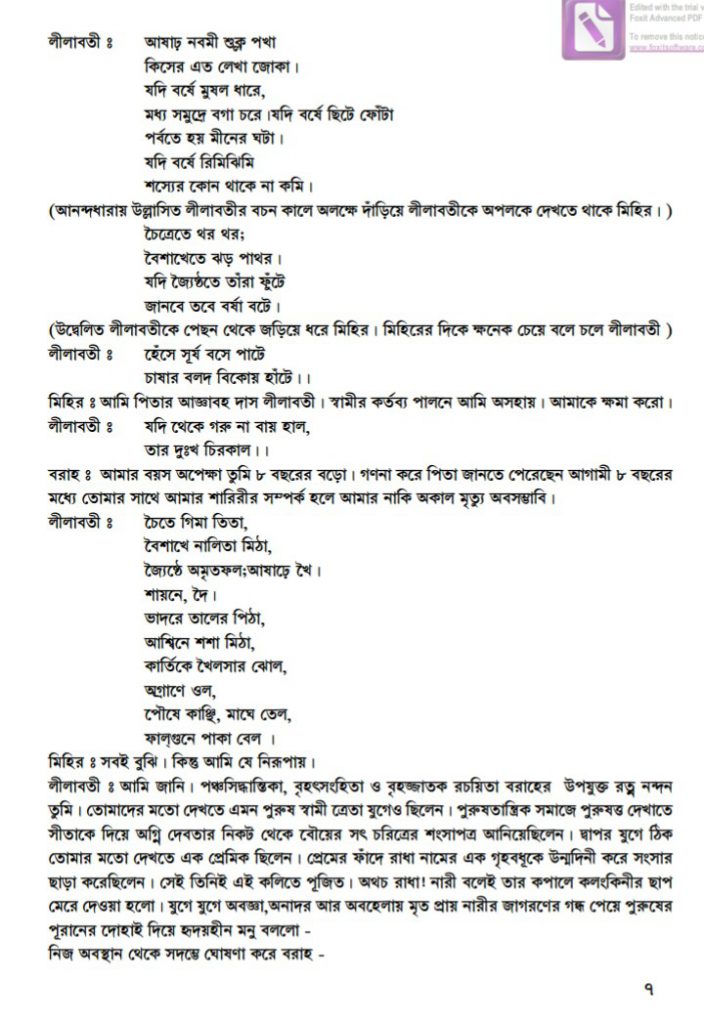 Edited with the trial v
Foxit Advanced PDF
To remove this notic
www.foxitsoftware.co
লীলাবতী ঃ আষাঢ় নবমী শুক্ল পখা
কিসের এত লেখা জোকা।
যদি বর্ষে মুষল ধারে,
মধ্য সমুদ্রে বগা চরে।যদি বর্ষে ছিটে ফোঁটা
পর্বতে হয় মীনের ঘটা।
যদি বর্ষে রিমিঝিমি
শস্যের কোন থাকে না কমি।
(আনন্দধারায় উল্লাসিত লীলাবতীর বচন কালে অলক্ষে দাঁড়িয়ে লীলাবতীকে অপলকে দেখতে থাকে মিহির। )
চৈত্রেতে থর থর;
বৈশাখেতে ঝড় পাথর।
যদি জ্যৈষ্ঠতে তাঁরা ফুঁটে
জানবে তবে বর্ষা বটে।
(উদ্বেলিত লীলাবতীকে পেছন থেকে জড়িয়ে ধরে মিহির। মিহিরের দিকে ক্ষনেক চেয়ে বলে চলে লীলাবতী )
লীলাবতী ঃ হেঁসে সূর্য বসে পাটে
চাষার বলদ বিকোয় হাঁটে।।
মিহির ঃ আমি পিতার আজ্ঞাবহ দাস লীলাবতী। স্বামীর কর্তব্য পালনে আমি অসহায়। আমাকে ক্ষমা করো।
লীলাবতী ঃ যদি থেকে গরু না বায় হাল,
তার দুঃখ চিরকাল।।
বরাহ ঃ আমার বয়স অপেক্ষা তুমি ৮ বছরের বড়ো। গণনা করে পিতা জানতে পেরেছেন আগামী ৮ বছরের
মধ্যে তোমার সাথে আমার শারিরীর সম্পর্ক হলে আমার নাকি অকাল মৃত্যু অবসম্ভাবি।
লীলাবতী ঃ চৈতে গিমা তিতা,
বৈশাখে নালিতা মিঠা,
জ্যৈষ্ঠে অমৃতফল;আষাঢ়ে খৈ।
শায়নে, দৈ।
ভাদরে তালের পিঠা,
আশ্বিনে শশা মিঠা,
কার্তিকে খৈলসার ঝোল,
অগ্রাণে ওল,
পৌষে কাঞ্ছি, মাঘে তেল,
ফাল্গুনে পাকা বেল ।
মিহির ঃ সবই বুঝি। কিন্তু আমি যে নিরূপায়।
লীলাবতী ঃ আমি জানি। পঞ্চসিদ্ধান্তিকা, বৃহৎসংহিতা ও বৃহজ্জাতক রচয়িতা বরাহের উপযুক্ত রত্ন নন্দন
তুমি। তোমাদের মতো দেখতে এমন পুরুষ স্বামী ত্রেতা যুগেও ছিলেন। পুরুষতান্ত্রিক সমাজে পুরুষত্ত দেখাতে
সীতাকে দিয়ে অগ্নি দেবতার নিকট থেকে বৌয়ের সৎ চরিত্রের শংসাপত্র আনিয়েছিলেন। দ্বাপর যুগে ঠিক
তোমার মতো দেখতে এক প্রেমিক ছিলেন। প্রেমের ফাঁদে রাধা নামের এক গৃহবধূকে উন্মদিনী করে সংসার
ছাড়া করেছিলেন। সেই তিনিই এই কলিতে পূজিত। অথচ রাধা! নারী বলেই তার কপালে কলংকিনীর ছাপ
মেরে দেওয়া হলো। যুগে যুগে অবজ্ঞা,অনাদর আর অবহেলায় মৃত প্রায় নারীর জাগরণের গন্ধ পেয়ে পুরুষের
পূরানের দোহাই দিয়ে হৃদয়হীন মনু বললো -
নিজ অবস্থান থেকে সদম্ভে ঘোষণা করে বরাহ -
৭